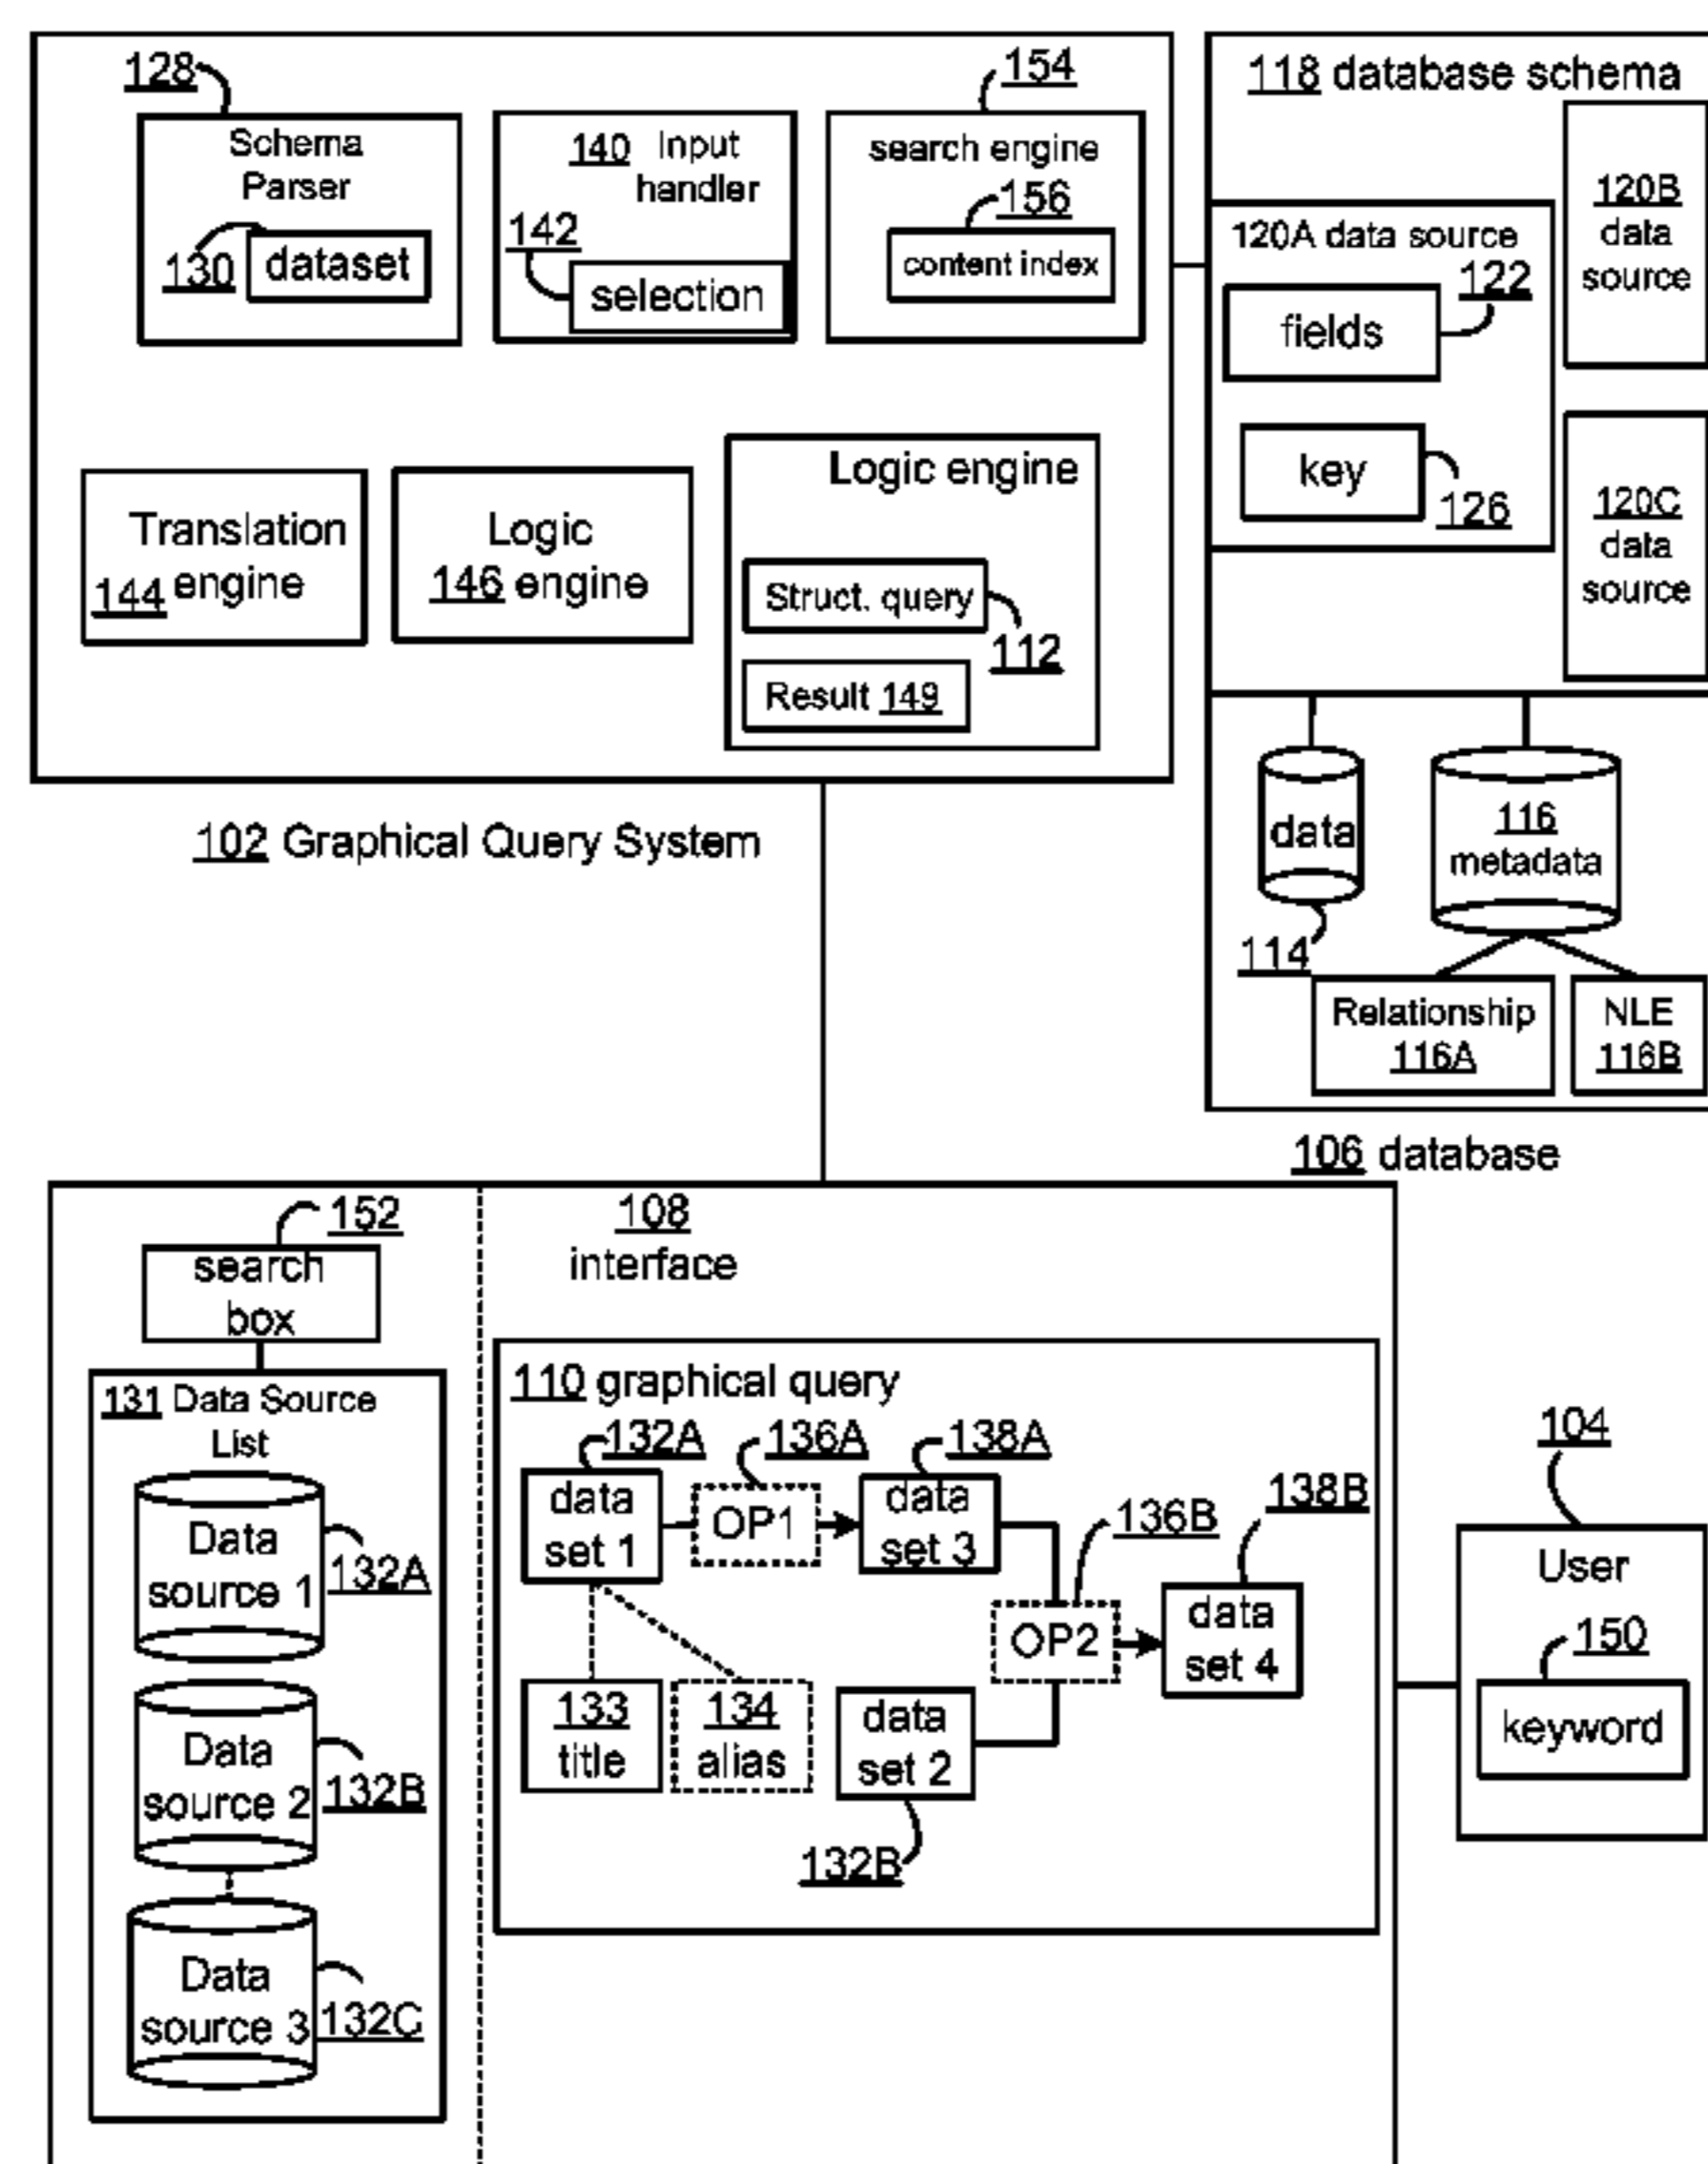 128
Schema
Parser
130
dataset
140 Input
handler
142
selection
154
search engine
156
content index
Translation
144 engine
Logic
146 engine
Logic engine
Struct. query
112
Result 149
102 Graphical Query System
118 database schema
120A data source
122
fields
key
126
120B
data
source
120C
data
source
data
114
116
metadata
Relationship
116A
NLE
116B
106 database
152
search
box
131 Data Source
List
Data
source 1
132A
Data
source 2
132B
Data
source 3
132C
108
interface
110 graphical query
132A
data
set 1
136A
OP1
138A
data
set 3
136B
OP2
138B
data
set 4
133
title
134
alias
data
set 2
132B
104
User
150
keyword